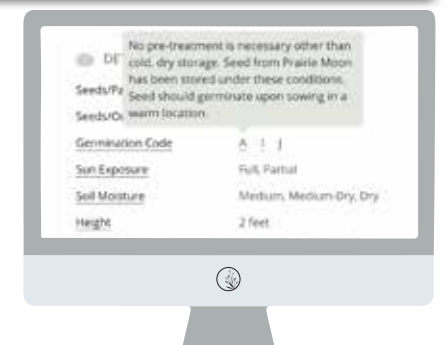 No pre-treatment is necessary other than
DET cold, dry storage. Seed from Prairie Moon
has been stored under these conditions.
Seeds/Pa Seed should germinate upon sowing in a
Seeds/Ou warm location.
Germination Code A I J
Sun Exposure Full, Partial
Soil Moisture Medium, Medium-Dry, Dry
Height 2 feet